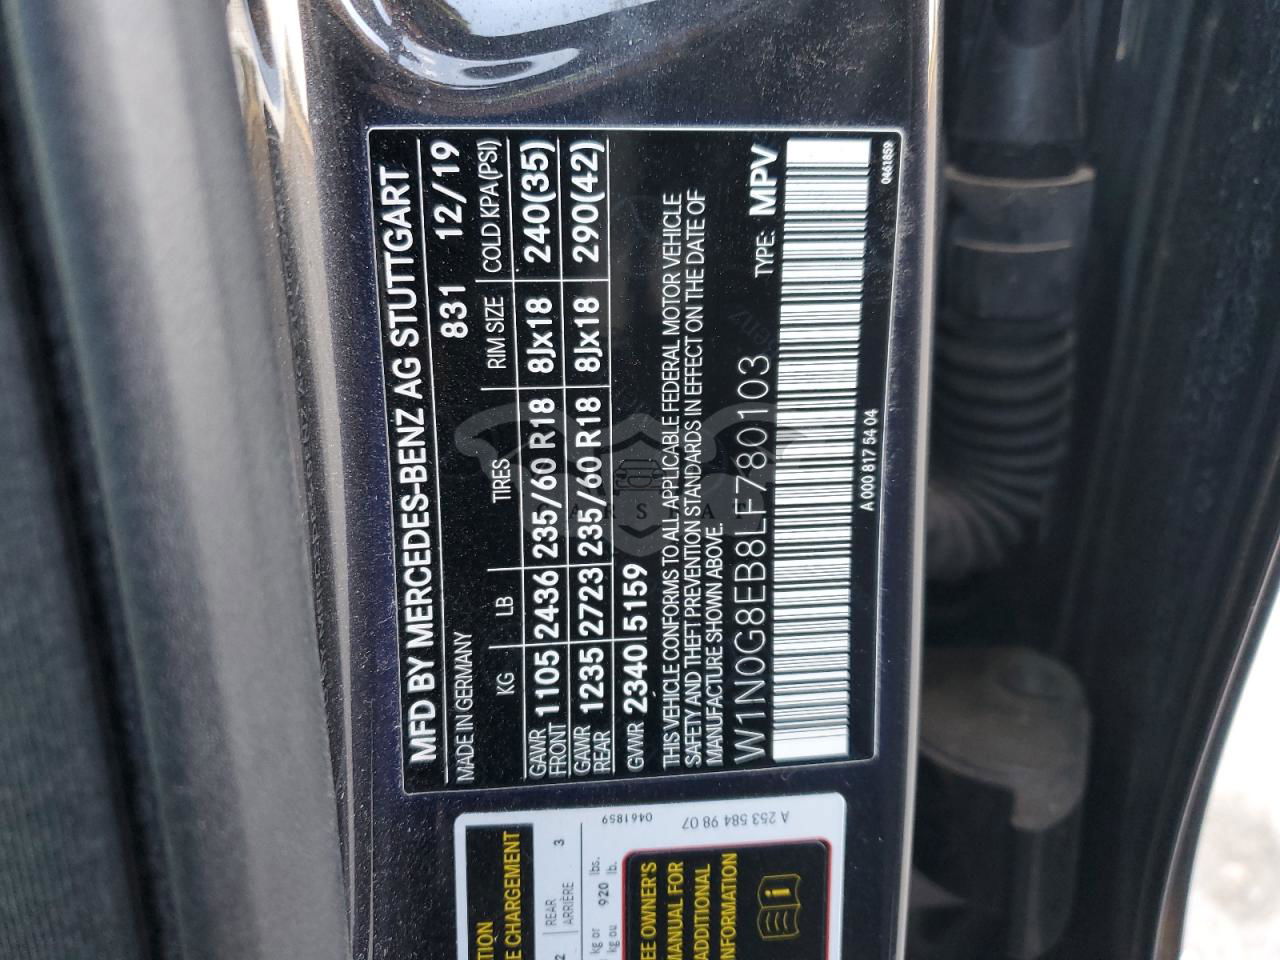 MFD BY MERCEDES-BENZ AG STUTTGART
MADE IN GERMANY 831 12/19
KG LB TIRES RIM SIZE COLD KPA(PSI)
GAWR FRONT 1105 2436 235/60 R18 8Jx18 240(35)
GAWR REAR 1235 2723 235/60 R18 8Jx18 290(42)
GVWR 2340 5159
THIS VEHICLE CONFORMS TO ALL APPLICABLE FEDERAL MOTOR VEHICLE
SAFETY AND THEFT PREVENTION STANDARDS IN EFFECT ON THE DATE OF
MANUFACTURE SHOWN ABOVE.
W1N0G8EB8LF780103 TYPE: MPV
A 000 817 54 04 0461859
CHARGEMENT
REAR
ARRIÈRE 3
kg or lbs.
kg ou 920 lb.
0461859
A 253 584 98 07
OWNER'S
MANUAL FOR
ADDITIONAL
INFORMATION